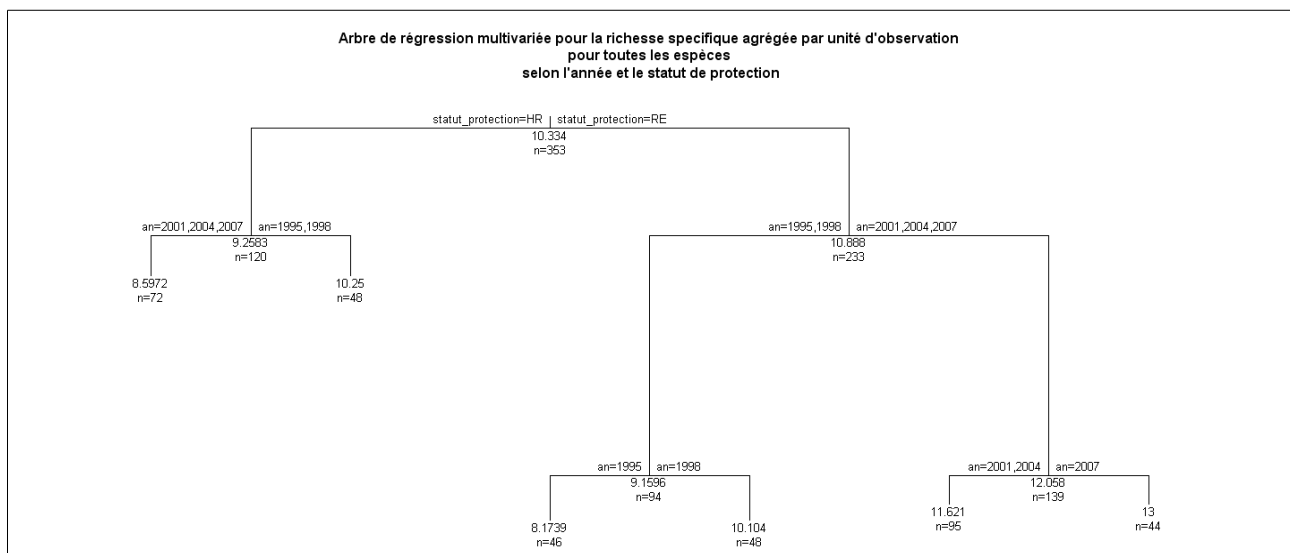 Arbre de régression multivariée pour la richesse specifique agrégée par unité d'observation
pour toutes les espèces
selon l'année et le statut de protection
statut_protection=HR statut_protection=RE
10.334
n=353
an=2001,2004,2007 an=1995,1998
9.2583
n=120
8.5972
n=72
10.25
n=48
an=1995,1998 an=2001,2004,2007
10.888
n=233
an=1995 an=1998
9.1596
n=94
8.1739
n=46
10.104
n=48
an=2001,2004 an=2007
12.058
n=139
11.621
n=95
13
n=44